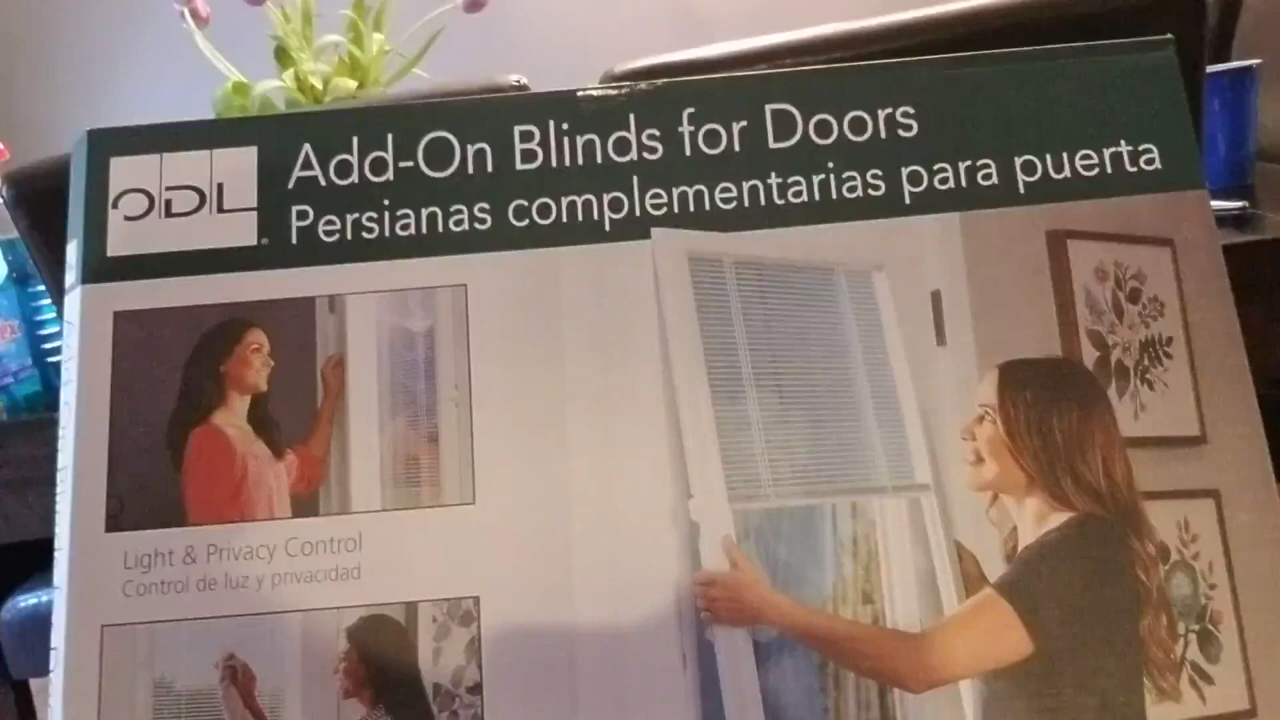 ODL
Add-On Blinds for Doors
Persianas complementarias para puerta
Light & Privacy Control
Control de luz y privacidad